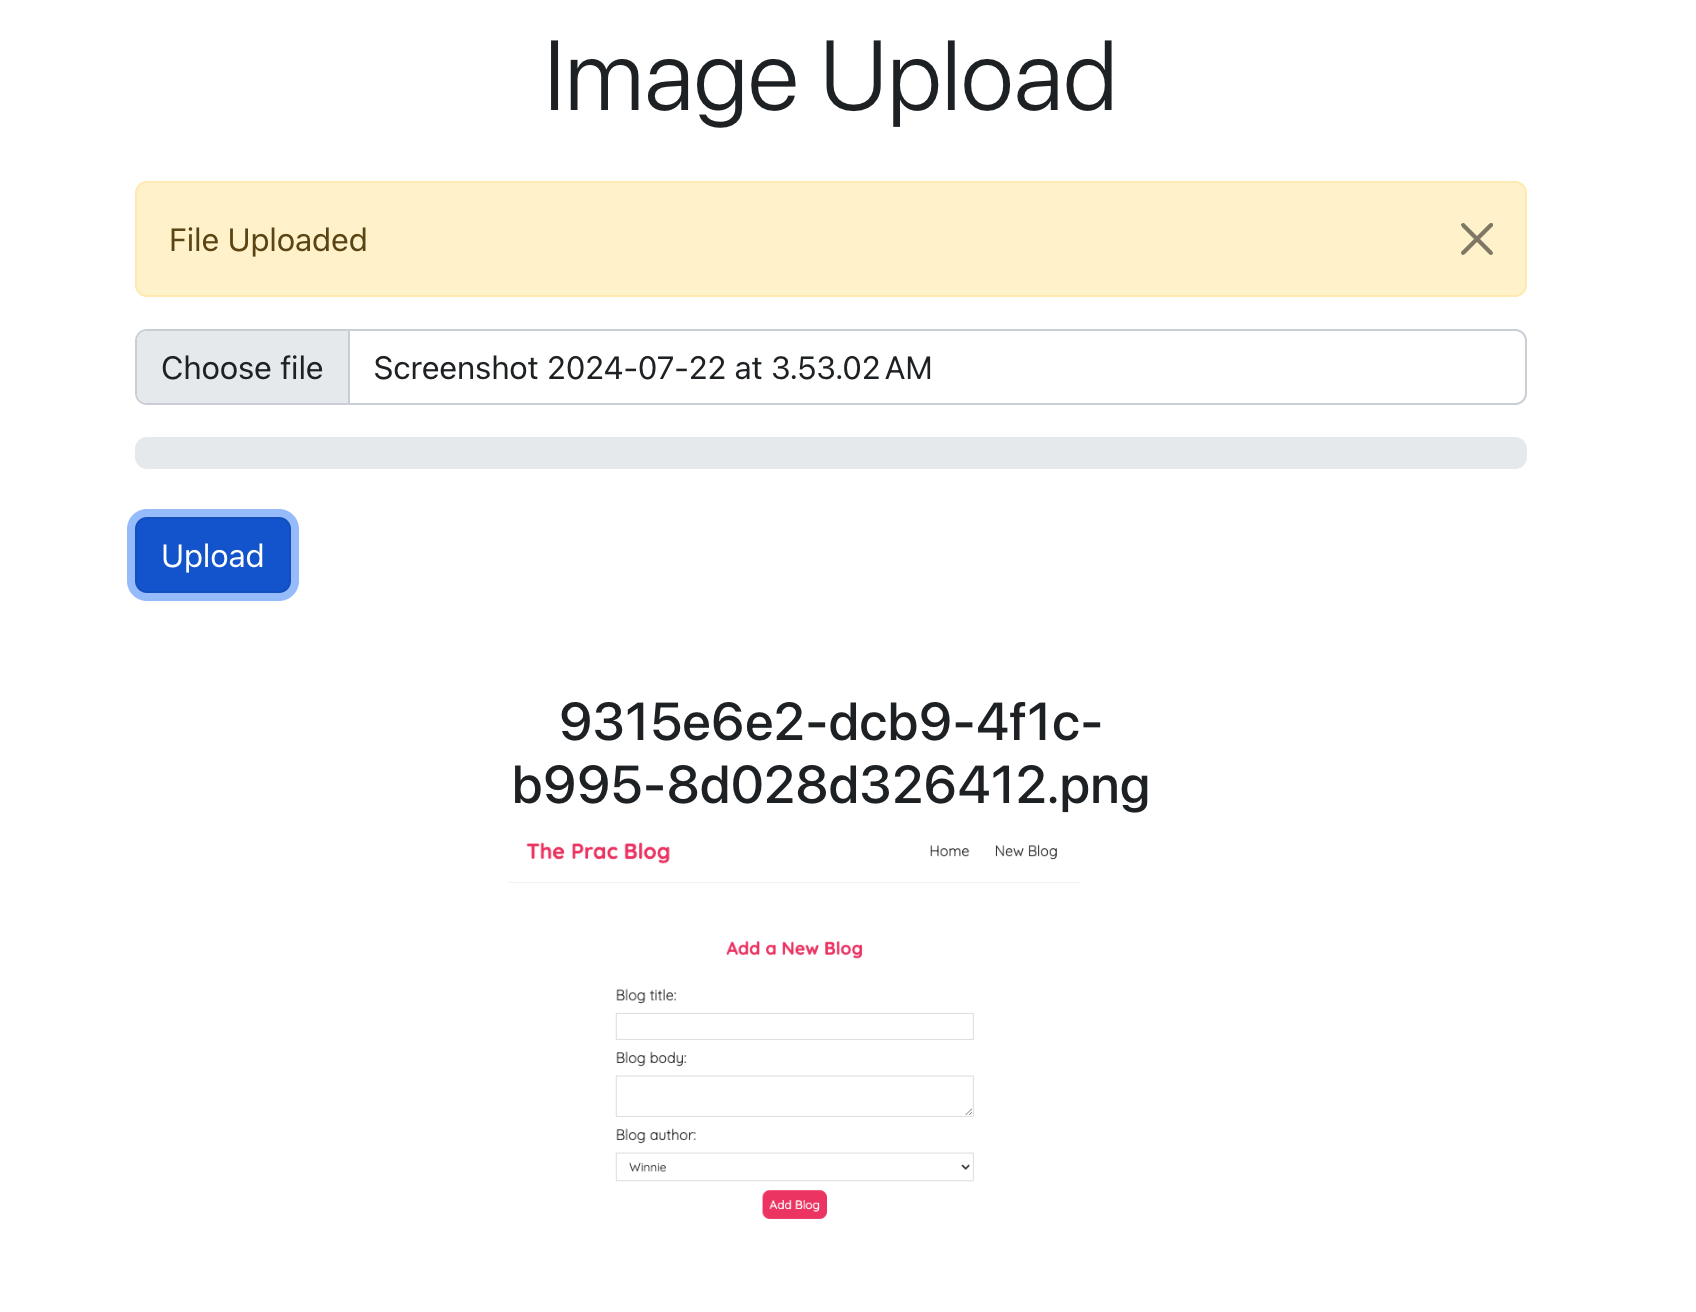 Image Upload
File Uploaded
Choose file Screenshot 2024-07-22 at 3.53.02 AM
Upload
9315e6e2-dcb9-4f1c-
b995-8d028d326412.png
The Prac Blog Home New Blog
Add a New Blog
Blog title:
Blog body:
Blog author:
Winnie
Add Blog